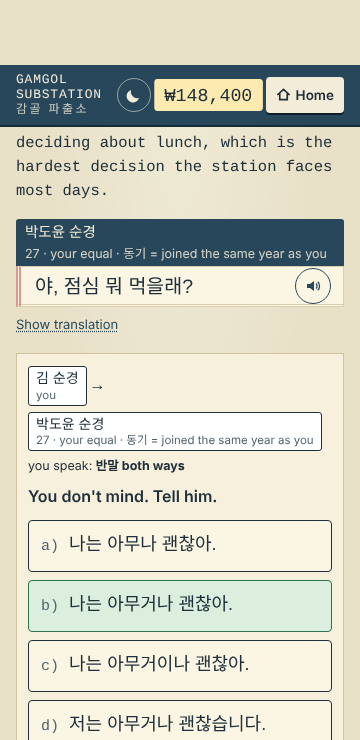 GAMGOL
SUBSTATION
감골 파출소
₩148,400
Home
deciding about lunch, which is the
hardest decision the station faces
most days.
박도윤 순경
27 · your equal · 동기 = joined the same year as you
야, 점심 뭐 먹을래?
Show translation
김 순경
you
→
박도윤 순경
27 · your equal · 동기 = joined the same year as you
you speak: 반말 both ways
You don't mind. Tell him.
a) 나는 아무나 괜찮아.
b) 나는 아무거나 괜찮아.
c) 나는 아무거이나 괜찮아.
d) 저는 아무거나 괜찮습니다.